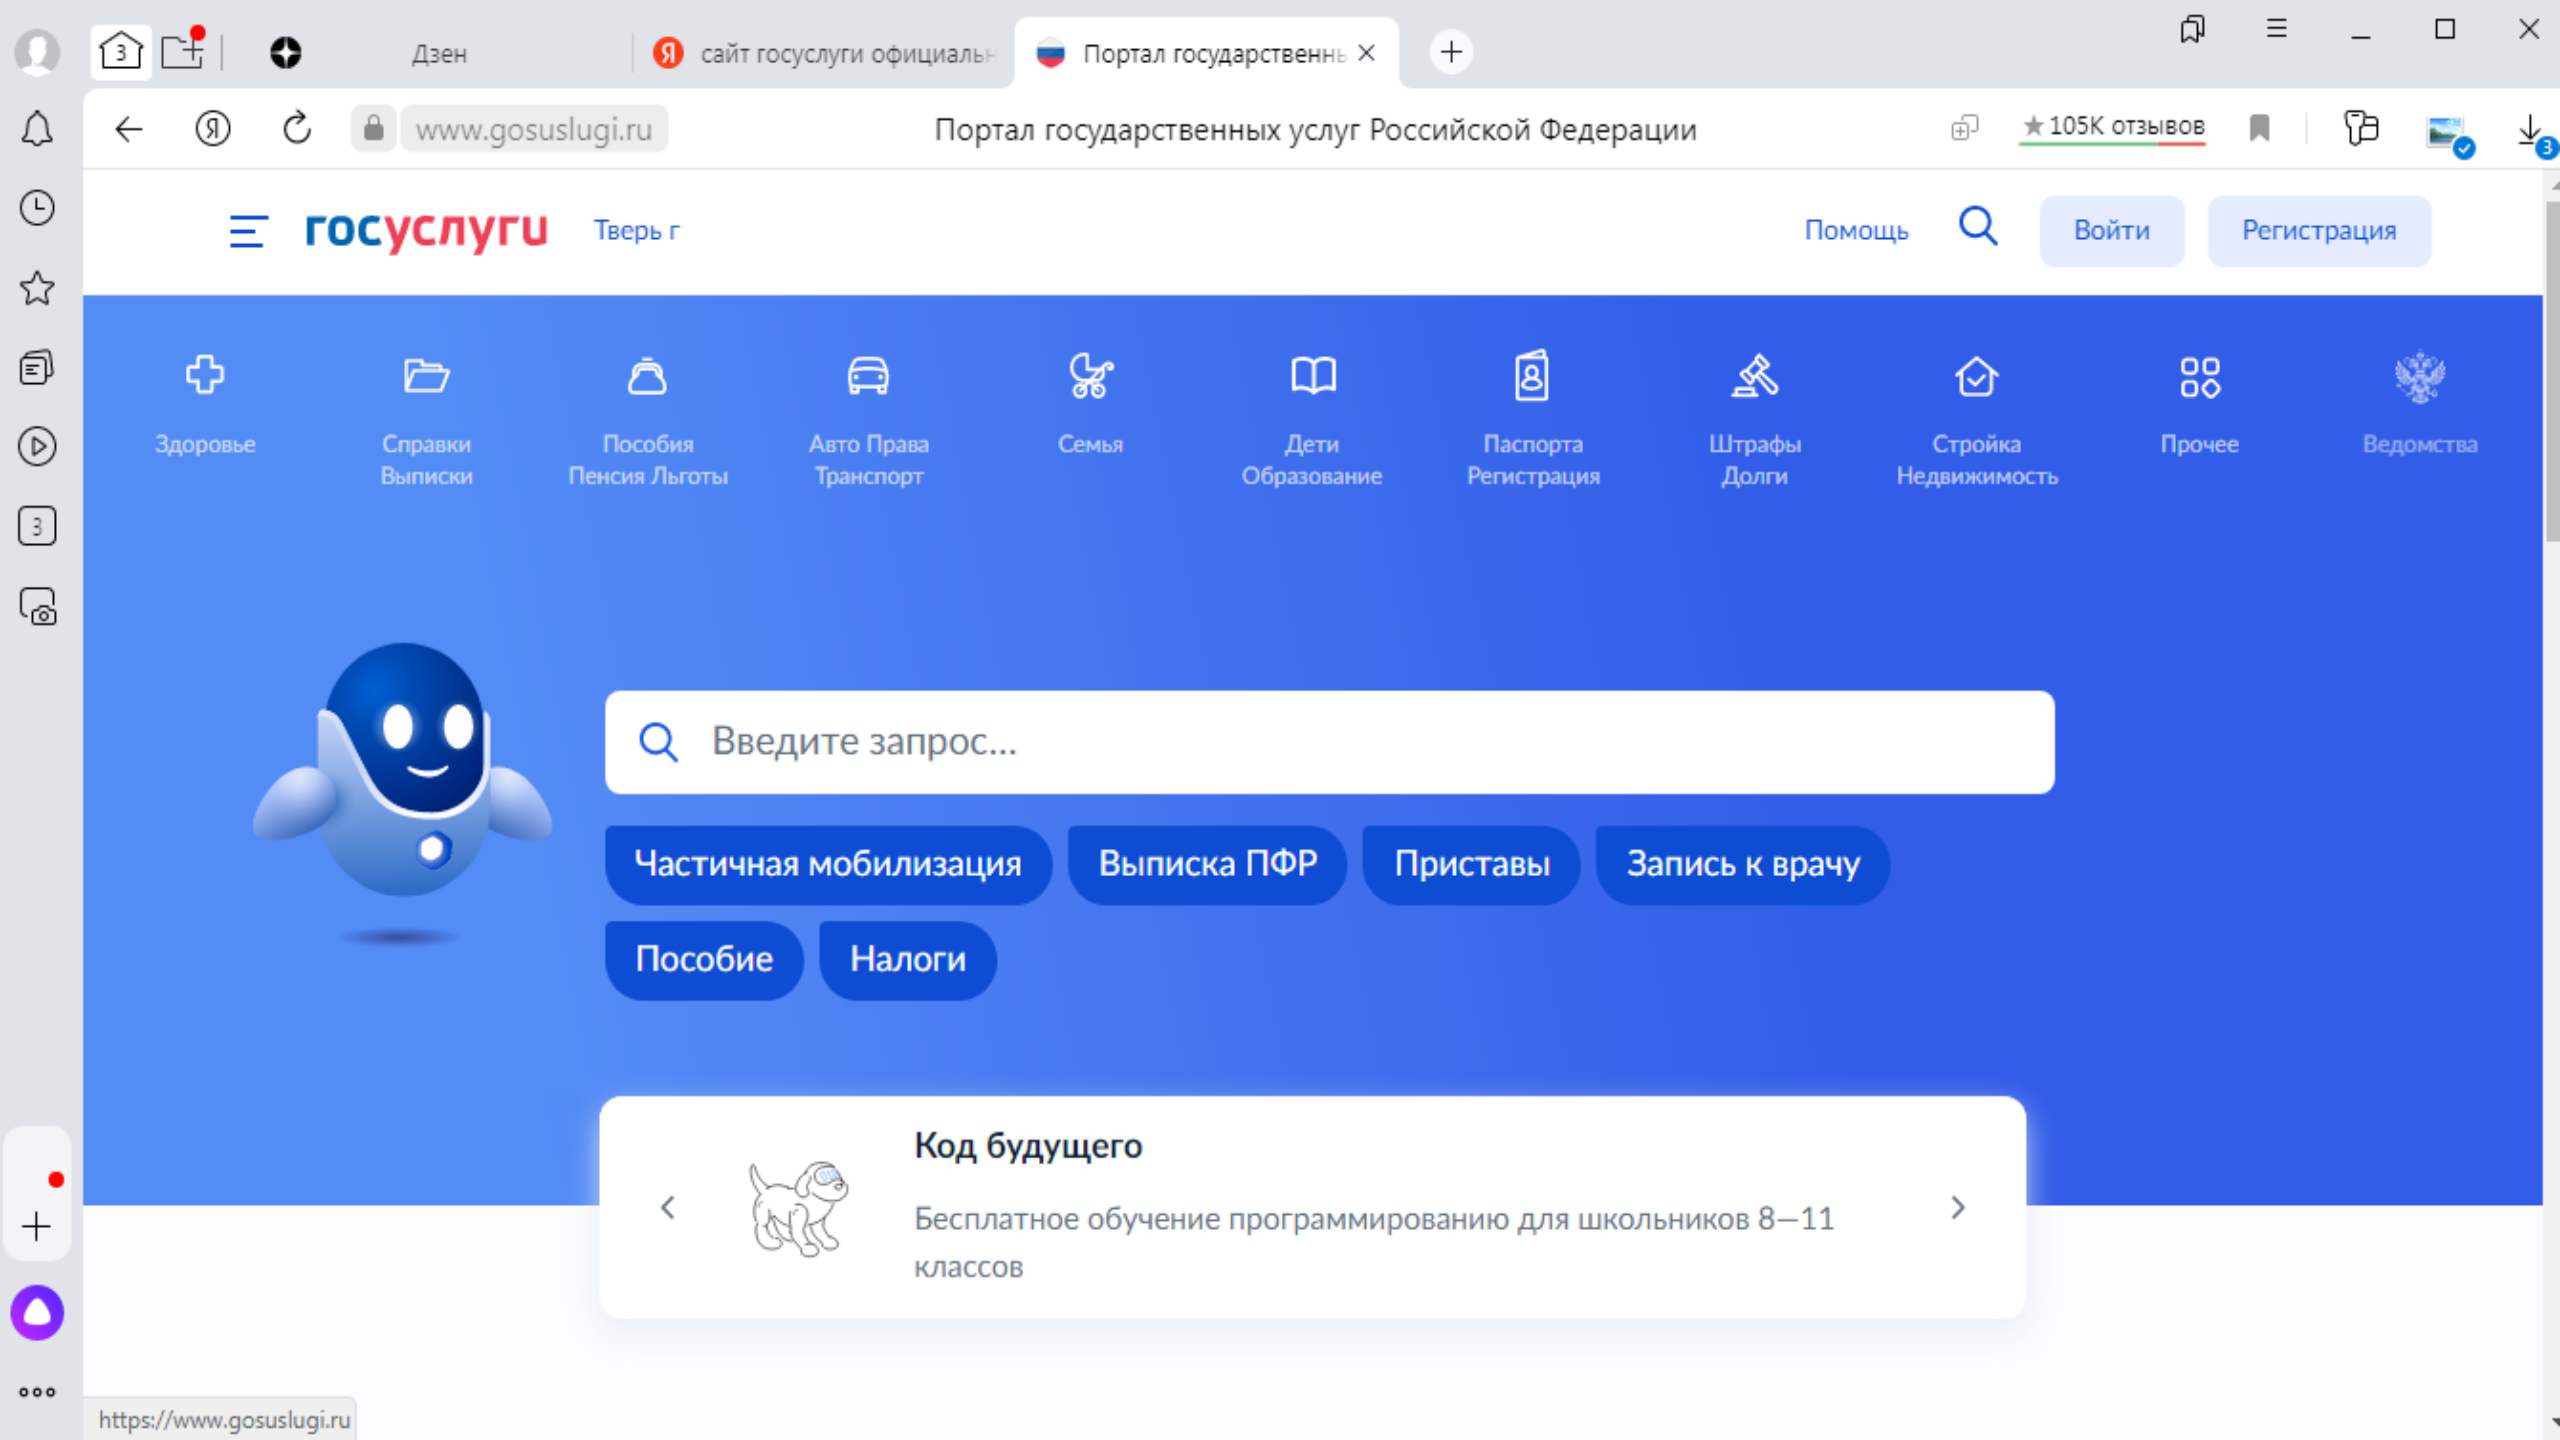 3
Дзен
Я
сайт госуслуги официальн
Портал государственнь
Я
www.gosuslugi.ru
Портал государственных услуг Российской Федерации
105K отзывов
3
госуслуги
Тверь г
Помощь
Войти
Регистрация
Здоровье
Справки
Выписки
Пособия
Пенсия Льготы
Авто Права
Транспорт
Семья
Дети
Образование
Паспорта
Регистрация
Штрафы
Долги
Стройка
Недвижимость
Прочее
Ведомства
3
Введите запрос...
Частичная мобилизация
Выписка ПФР
Приставы
Запись к врачу
Пособие
Налоги
Код будущего
Бесплатное обучение программированию для школьников 8—11
классов
https://www.gosuslugi.ru